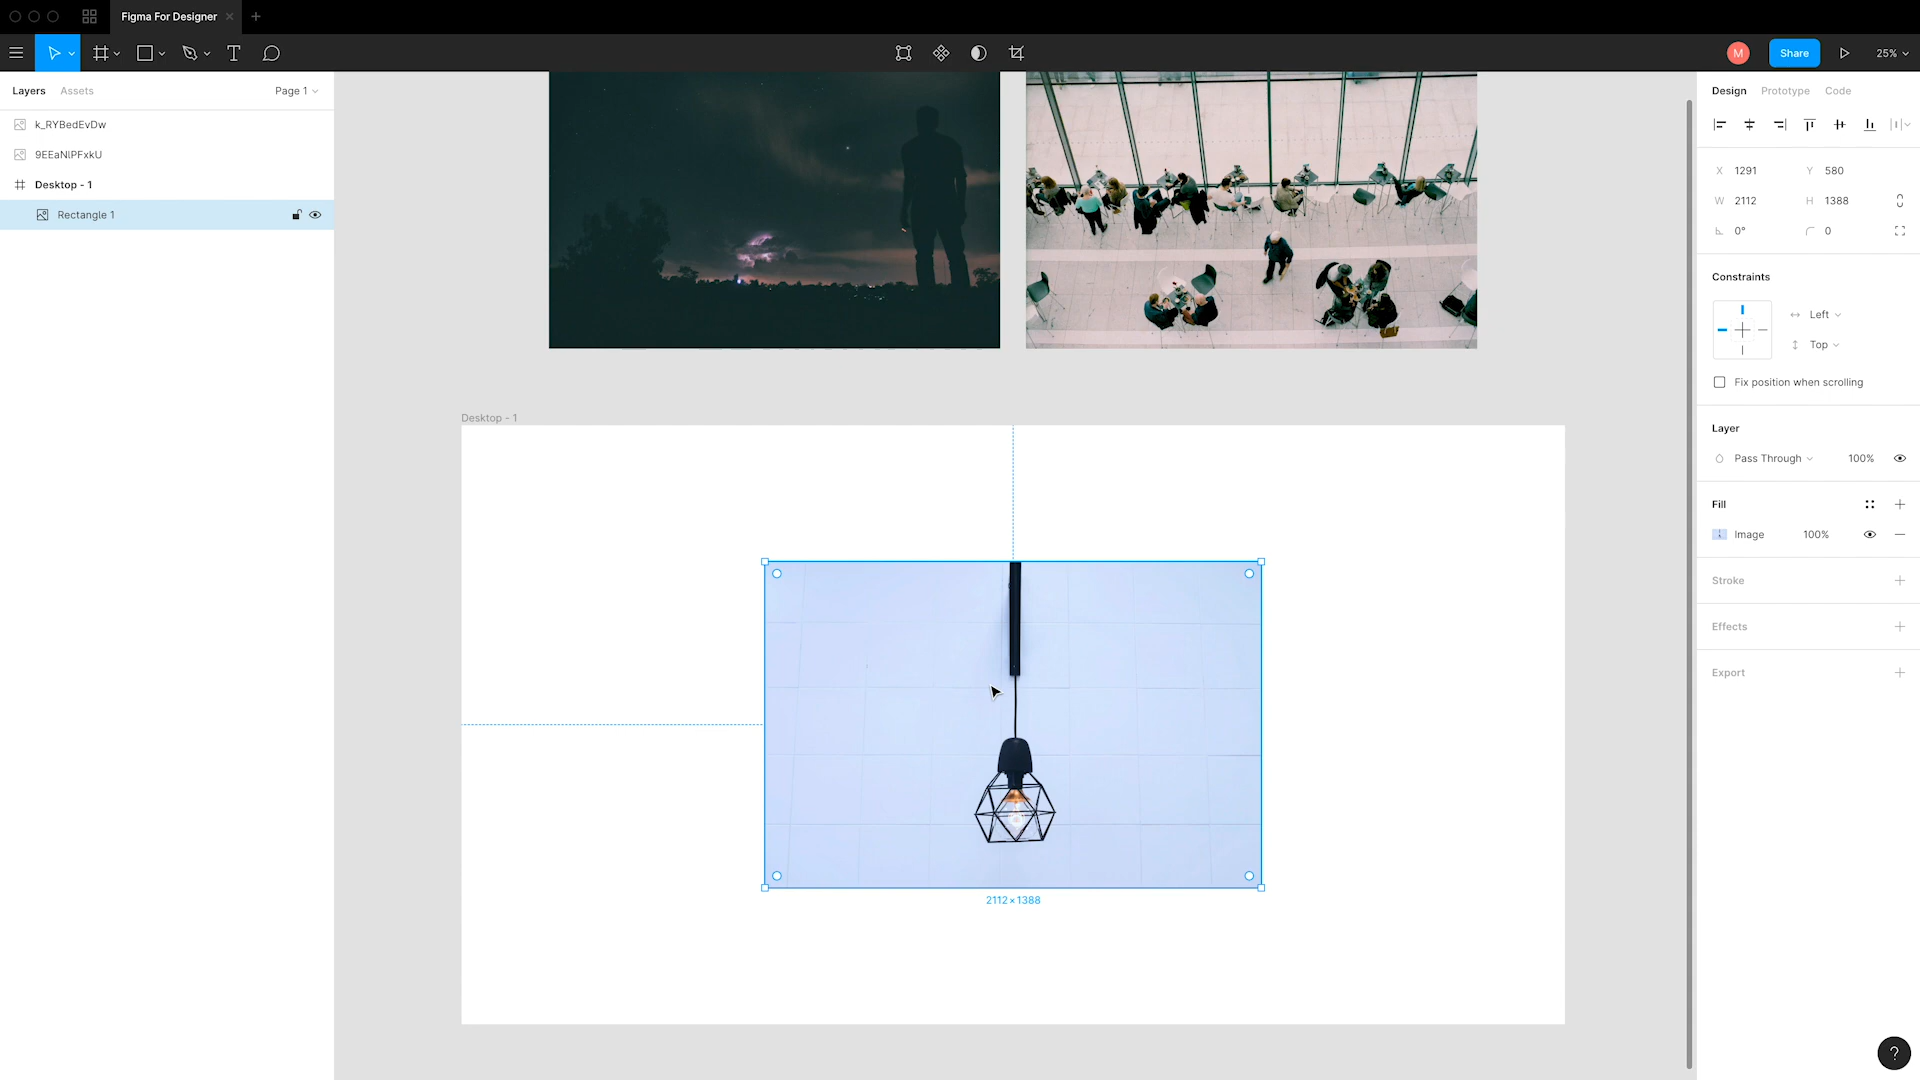 Figma For Designer
M
Share
25%
Layers
Assets
Page 1
Design
Prototype
Code
k_RYBedEvDw
9EEaNlPFxkU
Desktop - 1
Rectangle 1
X 1291
Y 580
W 2112
H 1388
0°
0
Constraints
Left
Top
Fix position when scrolling
Desktop - 1
Layer
Pass Through
100%
Fill
Image
100%
Stroke
Effects
Export
2112×1388
?